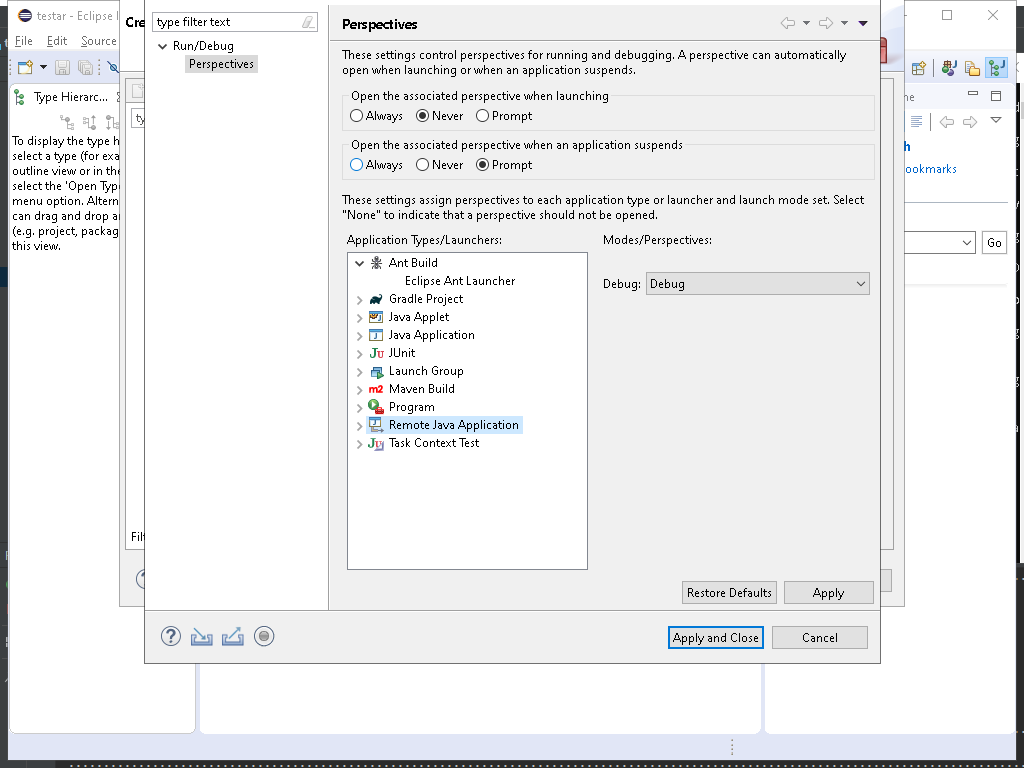 testar - Eclipse I
File Edit Source
Type Hierarc...
To display the type h
select a type (for exa
outline view or in the
select the 'Open Type
menu option. Altern
can drag and drop an
(e.g. project, packag
this view.
Cre
ty
Filt
type filter text
Run/Debug
Perspectives
Perspectives
These settings control perspectives for running and debugging. A perspective can automatically
open when launching or when an application suspends.
Open the associated perspective when launching
Always Never Prompt
Open the associated perspective when an application suspends
Always Never Prompt
These settings assign perspectives to each application type or launcher and launch mode set. Select
"None" to indicate that a perspective should not be opened.
Application Types/Launchers:
Modes/Perspectives:
Ant Build
Eclipse Ant Launcher
Gradle Project
Java Applet
Java Application
JUnit
Launch Group
Maven Build
Program
Remote Java Application
Task Context Test
Debug: Debug
Restore Defaults
Apply
Apply and Close
Cancel
ne
h
ookmarks
Go